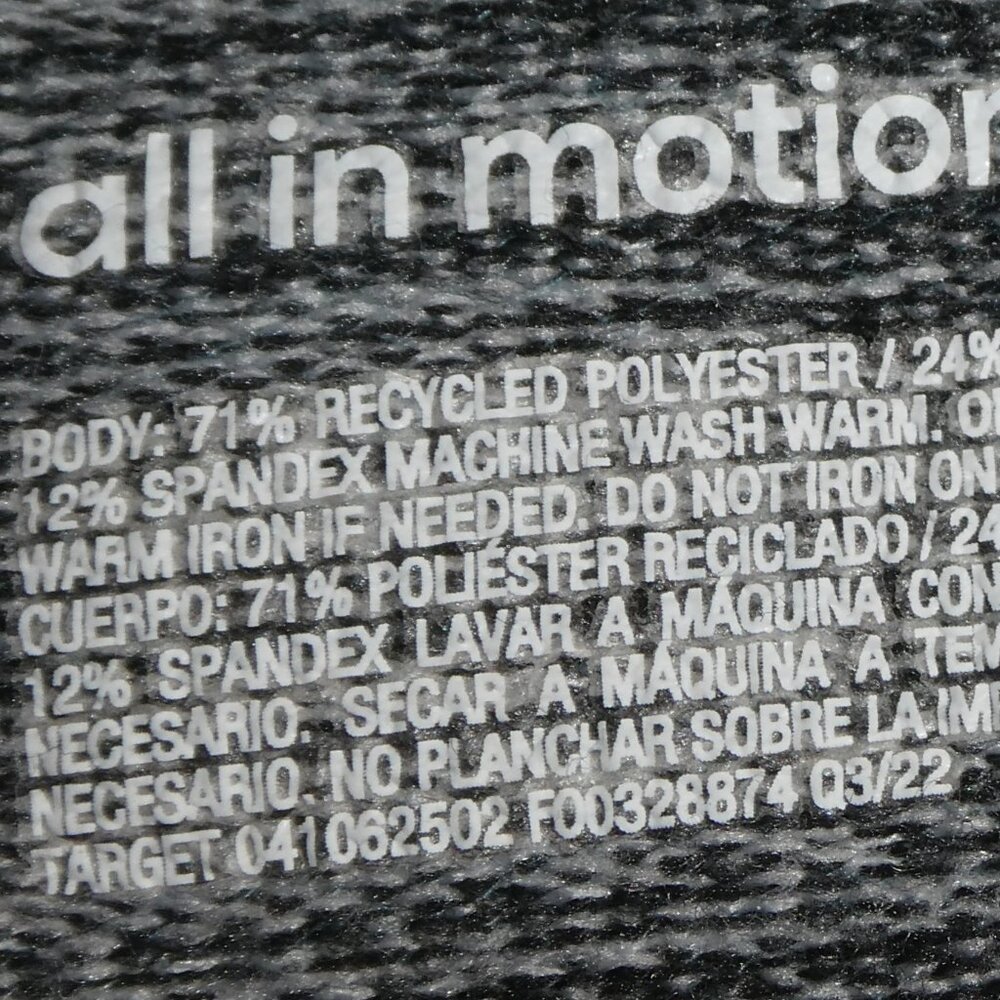 all in motion
BODY: 71% RECYCLED POLYESTER / 24%
12% SPANDEX MACHINE WASH WARM.
WARM IRON IF NEEDED. DO NOT IRON ON
CUERPO: 71% POLIÉSTER RECICLADO / 24
12% SPANDEX LAVAR A MÁQUINA CON
NECESARIO. SECAR A MÁQUINA A
NECESARIO. NO PLANCHAR SOBRE LA
TARGET 041062502 F00328874 Q3/22